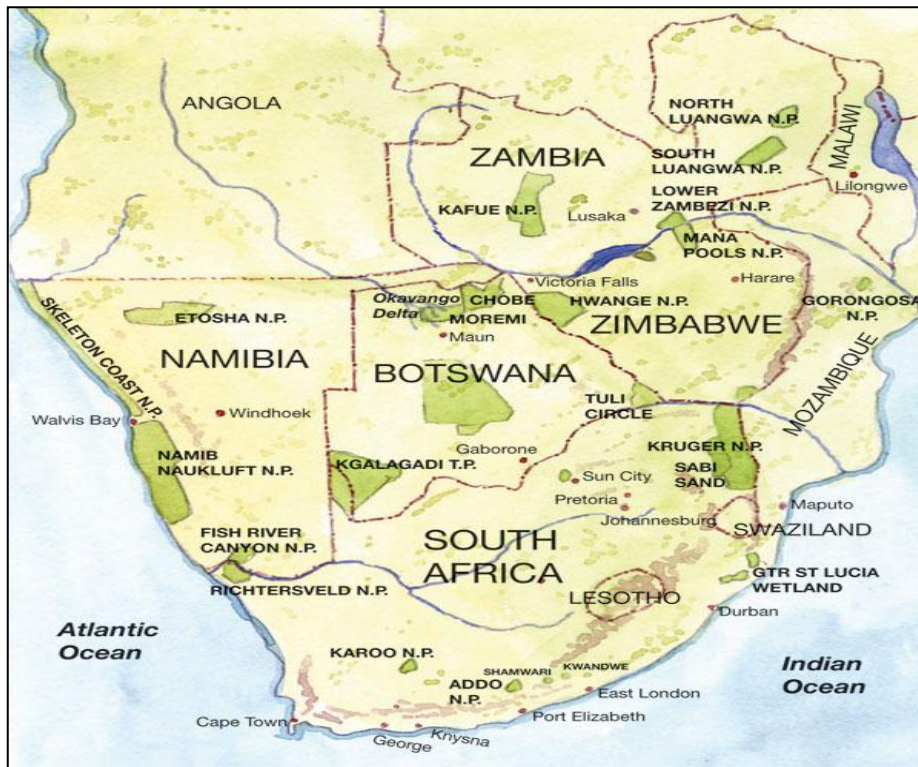 ANGOLA
NORTH
LUANGWA N.P.
MALAWI
ZAMBIA
SOUTH
LUANGWA N.P.
Lilongwe
KAFUE N.P.
Lusaka
LOWER
ZAMBEZI N.P.
MANA
POOLS N.P.
Victoria Falls
Harare
SKELETON COAST N.P.
ETOSHA N.P.
Okavango
Delta
CHOBE
MOREMI
Maun
HWANGE N.P.
ZIMBABWE
GORONGOSA
N.P.
NAMIBIA
BOTSWANA
MOZAMBIQUE
Walvis Bay
Windhoek
TULI
CIRCLE
NAMIB
NAUKLUFT N.P.
KGALAGADI T.P.
Gaborone
KRUGER N.P.
SABI
SAND
Sun City
Pretoria
Johannesburg
Maputo
SWAZILAND
FISH RIVER
CANYON N.P.
RICHTERSVELD N.P.
SOUTH
AFRICA
LESOTHO
GTR ST LUCIA
WETLAND
Durban
Atlantic
Ocean
KAROO N.P.
SHAMWARI
KWANDWE
ADDO
N.P.
East London
Indian
Ocean
Cape Town
George
Knysna
Port Elizabeth